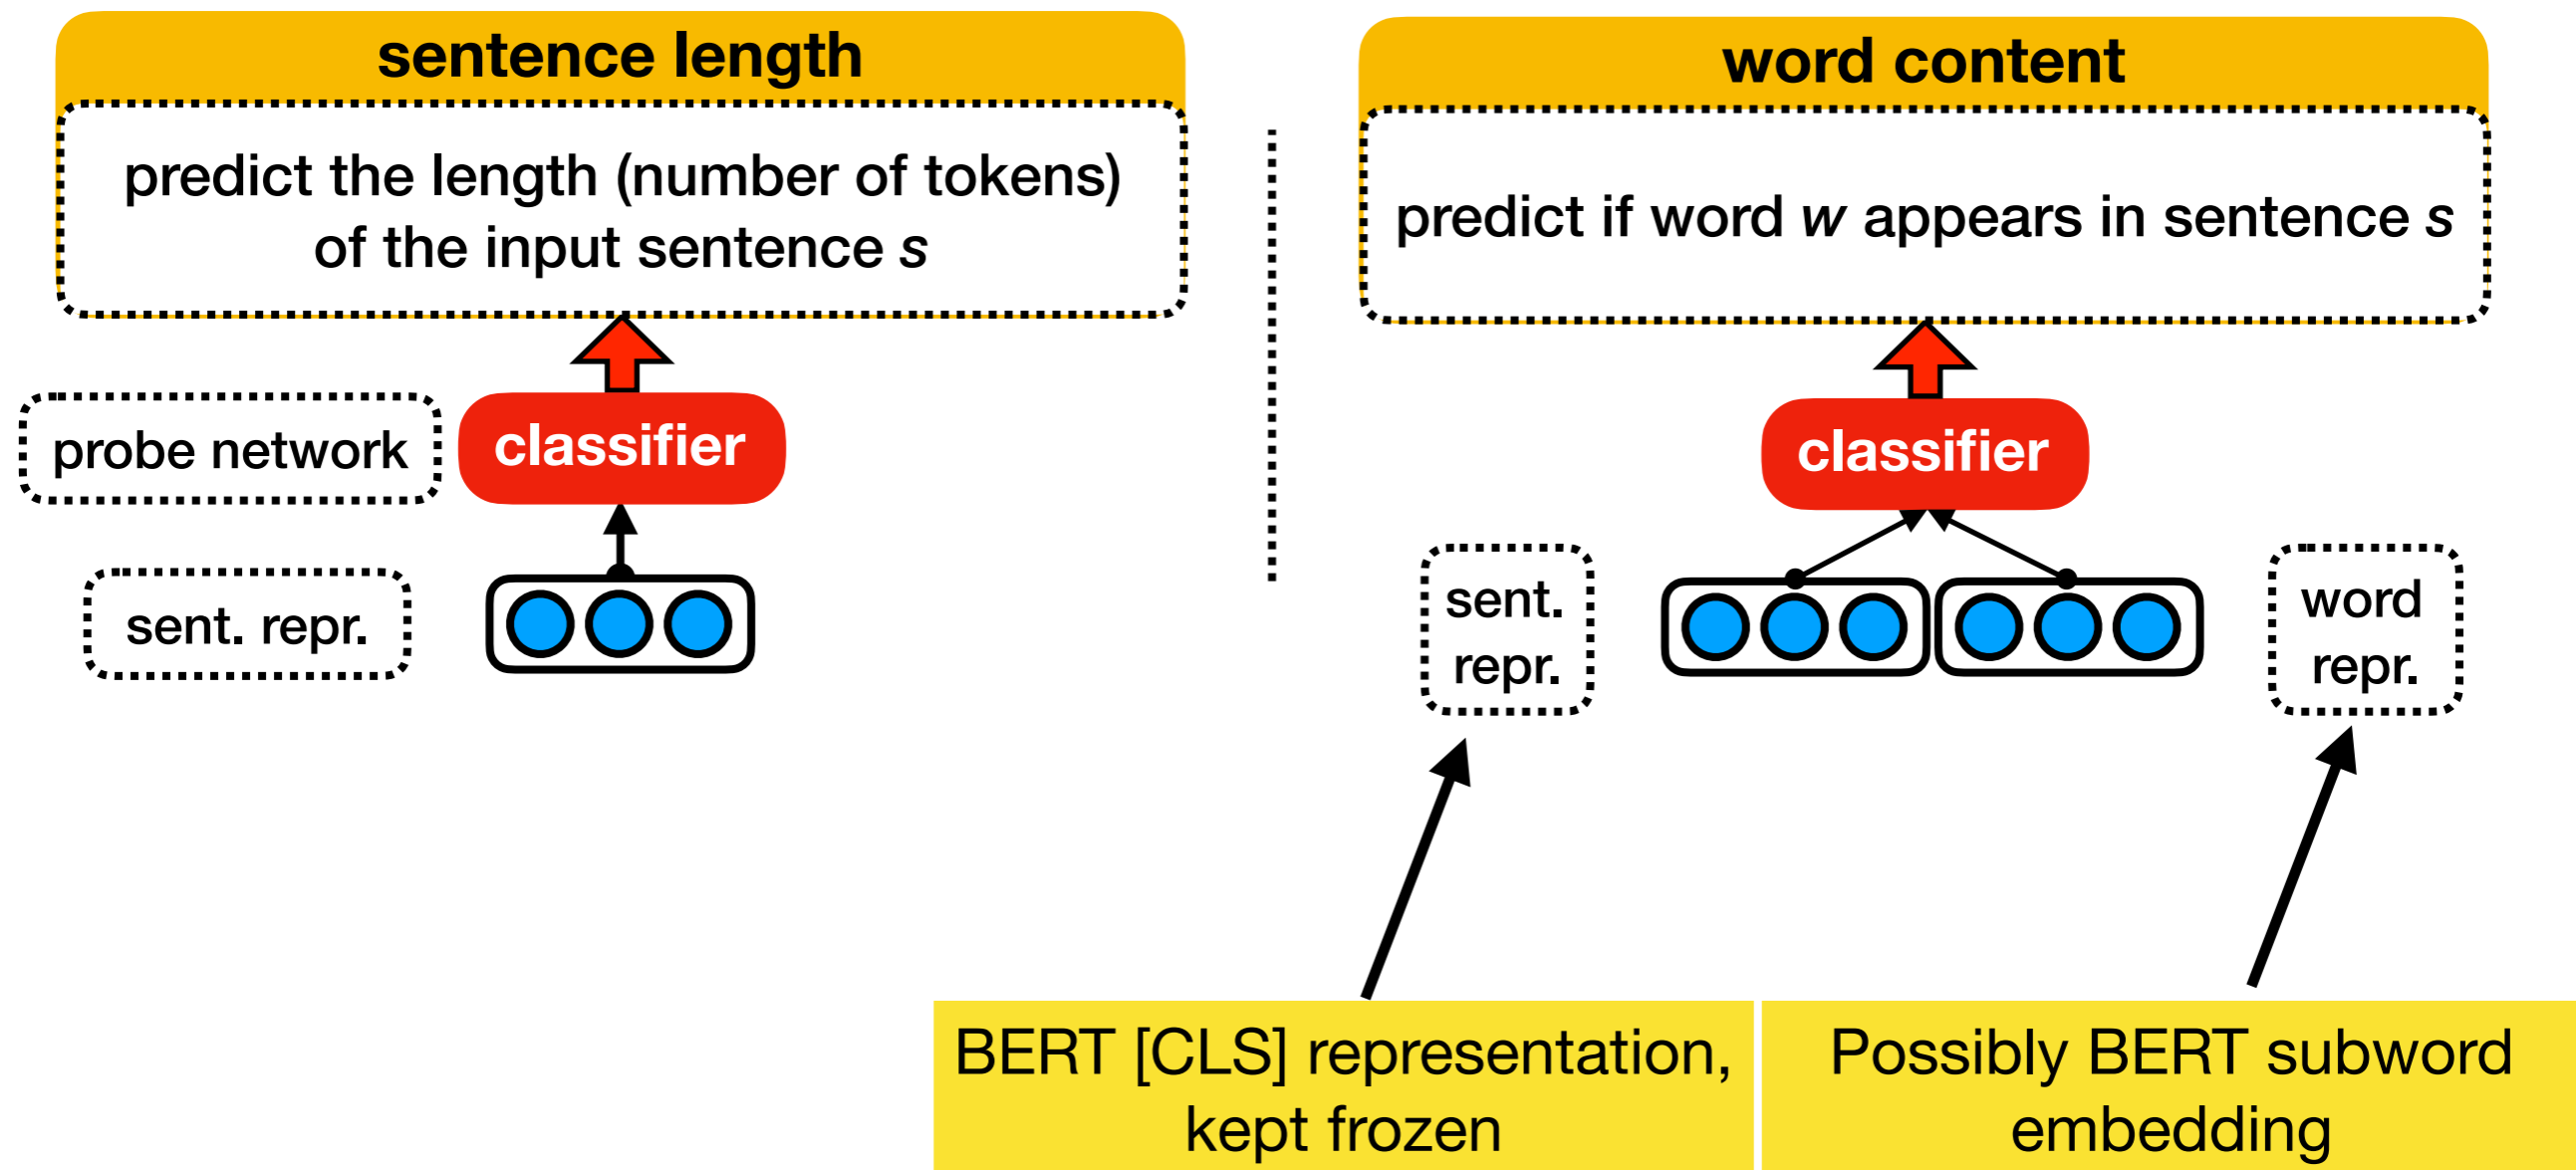 sentence length
predict the length (number of tokens)
of the input sentence s
probe network
classifier
sent. repr.
word content
predict if word w appears in sentence s
classifier
sent.
repr.
word
repr.
BERT [CLS] representation,
kept frozen
Possibly BERT subword
embedding